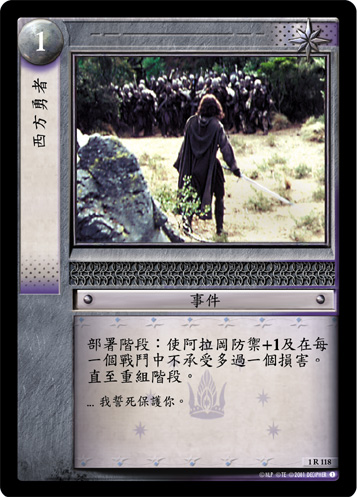 1
西方勇者
事件
部署階段：使阿拉岡防禦+1及在每
一個戰鬥中不承受多過一個損害。
直至重組階段。
... 我誓死保護你。
1 R 118